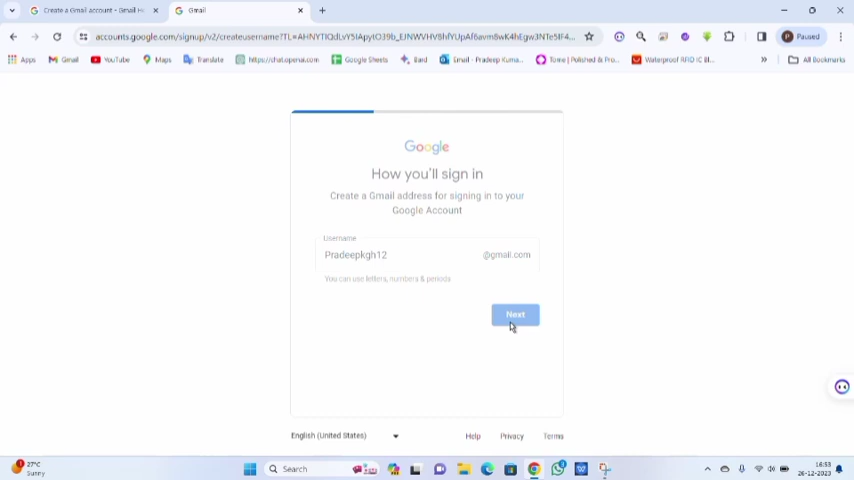 Create a Gmail account - Gmail H
Gmail
accounts.google.com/signup/v2/createusername?
Paused
Apps
Gmail
YouTube
Maps
Translate
https://chat.openai.com
Google Sheets
Bard
Email - Pradeep Kuma...
Tome | Polished & Pro...
Waterproof RFID IC Bl...
»
All Bookmarks
Google
How you'll sign in
Create a Gmail address for signing in to your
Google Account
Username
Pradeepkgh12
@gmail.com
You can use letters, numbers & periods
Next
English (United States)
Help
Privacy
Terms
27°C
Sunny
Search
16:53
26-12-2023